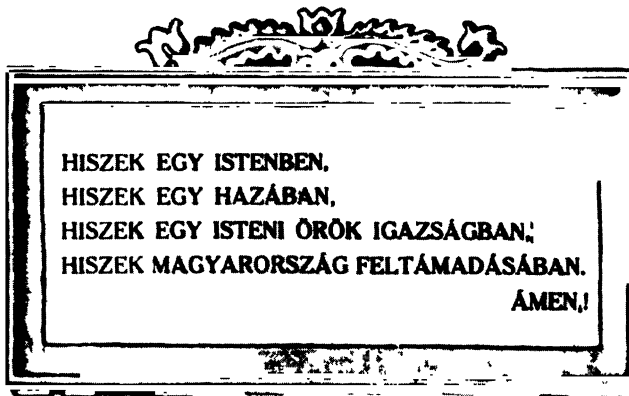 HISZEK EGY ISTENBEN,
HISZEK EGY HAZÁBAN,
HISZEK EGY ISTENI ÖRÖK IGAZSÁGBAN,
HISZEK MAGYARORSZÁG FELTÁMADÁSÁBAN.
ÁMEN!